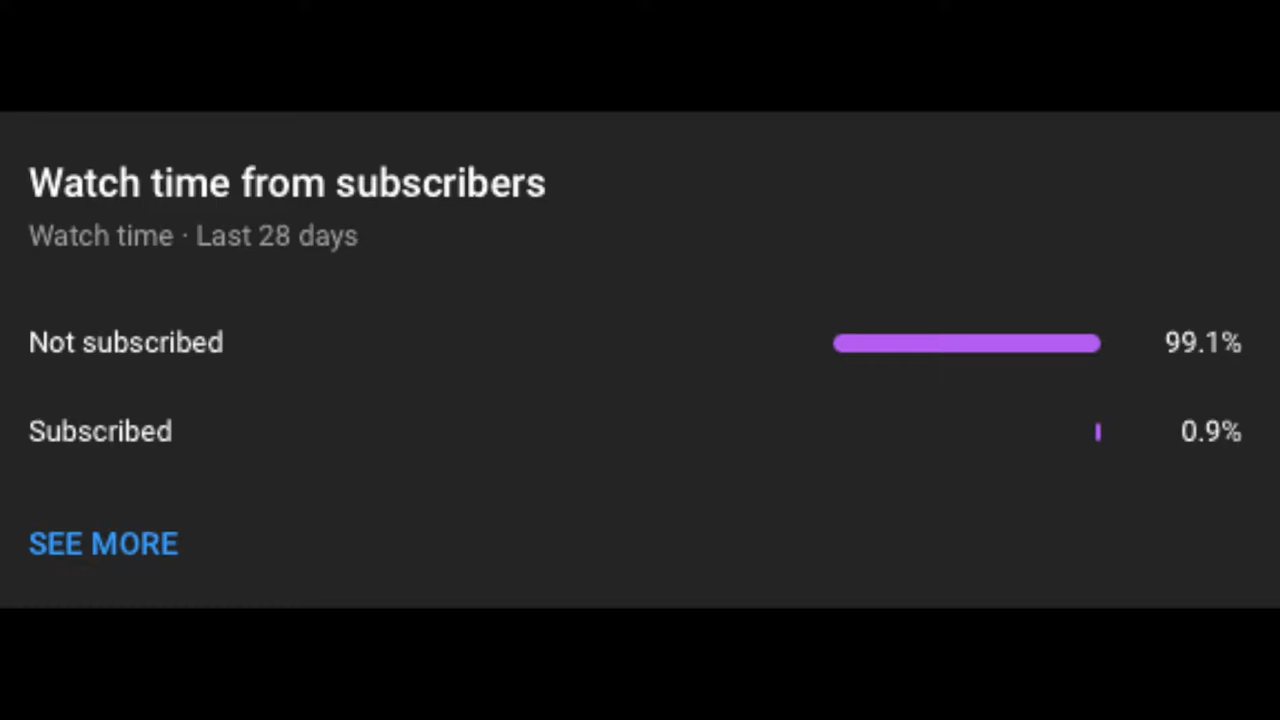 Watch time from subscribers
Watch time · Last 28 days
Not subscribed 99.1%
Subscribed 0.9%
SEE MORE